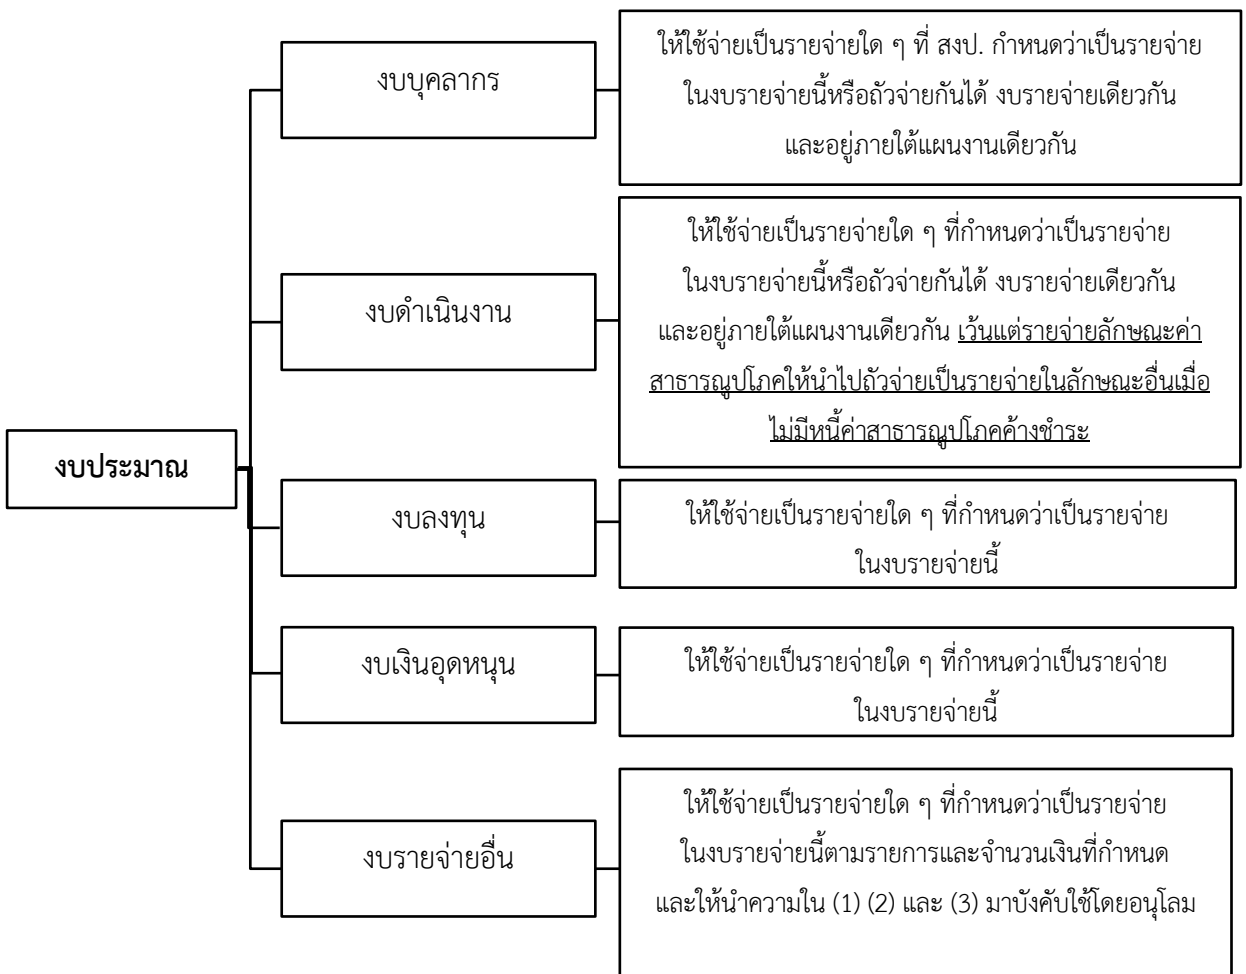 งบบุคลากร
ให้ใช้จ่ายเป็นรายจ่ายใด ๆ ที่ สงป. กำหนดว่าเป็นรายจ่าย
ในงบรายจ่ายนี้หรือถัวจ่ายกันได้ งบรายจ่ายเดียวกัน
และอยู่ภายใต้แผนงานเดียวกัน
งบดำเนินงาน
ให้ใช้จ่ายเป็นรายจ่ายใด ๆ ที่กำหนดว่าเป็นรายจ่าย
ในงบรายจ่ายนี้หรือถัวจ่ายกันได้ งบรายจ่ายเดียวกัน
และอยู่ภายใต้แผนงานเดียวกัน เว้นแต่รายจ่ายลักษณะค่า
สาธารณูปโภคให้นำไปถัวจ่ายเป็นรายจ่ายในลักษณะอื่นเมื่อ
ไม่มีหนี้ค่าสาธารณูปโภคค้างชำระ
งบประมาณ
งบลงทุน
ให้ใช้จ่ายเป็นรายจ่ายใด ๆ ที่กำหนดว่าเป็นรายจ่าย
ในงบรายจ่ายนี้
งบเงินอุดหนุน
ให้ใช้จ่ายเป็นรายจ่ายใด ๆ ที่กำหนดว่าเป็นรายจ่าย
ในงบรายจ่ายนี้
งบรายจ่ายอื่น
ให้ใช้จ่ายเป็นรายจ่ายใด ๆ ที่กำหนดว่าเป็นรายจ่าย
ในงบรายจ่ายนี้ตามรายการและจำนวนเงินที่กำหนด
และให้นำความใน (1) (2) และ (3) มาบังคับใช้โดยอนุโลม